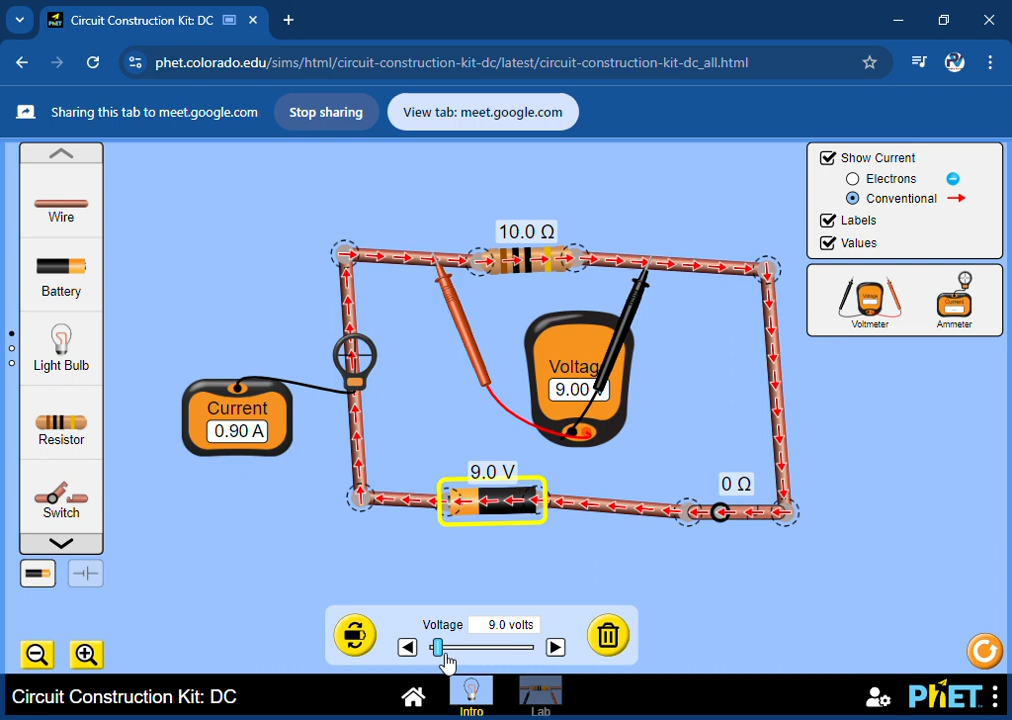 Circuit Construction Kit: DC
phet.colorado.edu/sims/html/circuit-construction-kit-dc/latest/circuit-construction-kit-dc_all.html
Sharing this tab to meet.google.com
Stop sharing
View tab: meet.google.com
Wire
Battery
Light Bulb
Resistor
Switch
Show Current
Electrons
Conventional
Labels
Values
Voltmeter
Ammeter
10.0 Ω
Voltag
9.00 V
Current
0.90 A
9.0 V
0 Ω
Voltage 9.0 volts
Circuit Construction Kit: DC
Intro
Lab
PhET